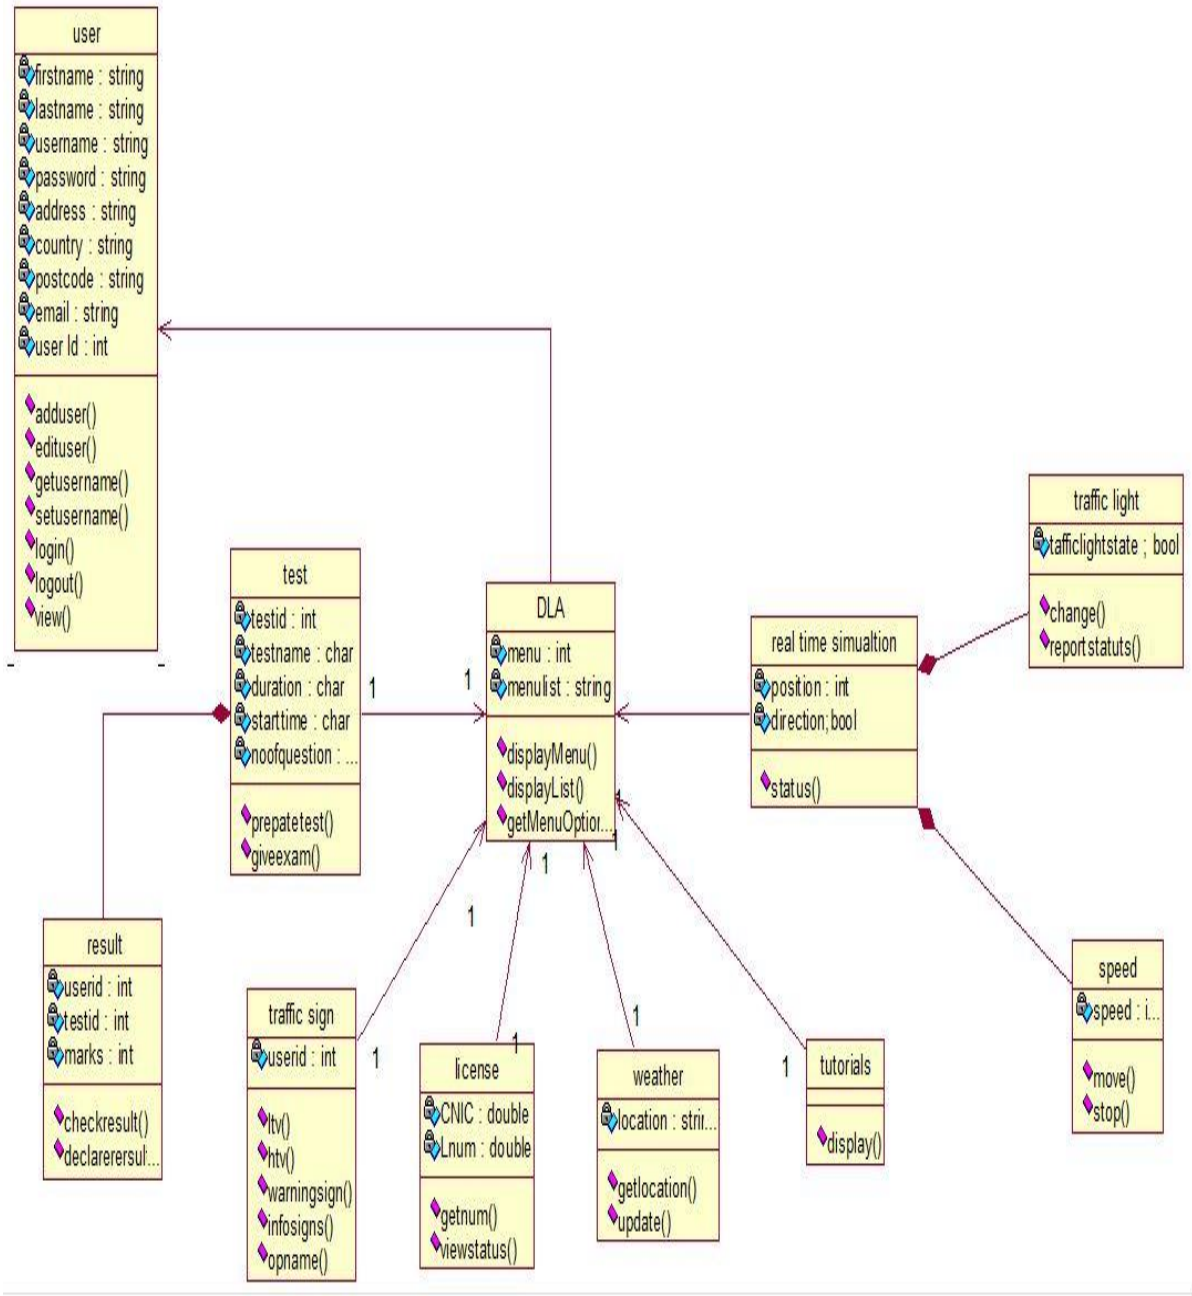 user
firstname : string
lastname : string
username : string
password : string
address : string
country : string
postcode : string
email : string
user Id : int
adduser()
edituser()
getusername()
setusername()
login()
logout()
view()
test
testid : int
testname : char
duration : char
starttime : char
noofquestion : ...
prepatetest()
giveexam()
1
1
DLA
menu : int
menulist : string
displayMenu()
displayList()
getMenuOption...
real time simualtion
position : int
direction;bool
status()
traffic light
tafficlightstate ; bool
change()
reportstatuts()
result
userid : int
testid : int
marks : int
checkresult()
declarerersul...
1
1
1
1
traffic sign
userid : int
ltv()
htv()
warningsign()
infosigns()
opname()
1
1
license
CNIC : double
Lnum : double
getnum()
viewstatus()
1
weather
location : strin...
getlocation()
update()
1
tutorials
display()
speed
speed : i...
move()
stop()